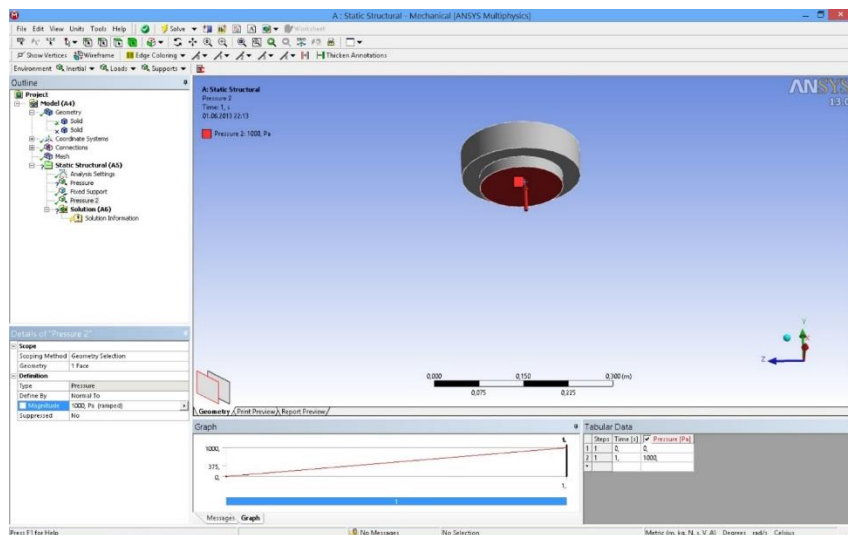 A : Static Structural - Mechanical [ANSYS Multiphysics]
File Edit View Units Tools Help Solve Worksheet
Show Vertices Wireframe Edge Coloring Thicken Annotations
Environment Inertial Loads Supports
Outline
Project
Model (A4)
Geometry
Solid
Solid
Coordinate Systems
Connections
Mesh
Static Structural (A5)
Analysis Settings
Pressure
Fixed Support
Pressure 2
Solution (A6)
Solution Information
A: Static Structural
Pressure 2
Time: 1, s
01.06.2013 22:13
Pressure 2: 1000, Pa
ANSYS
13.0
Y
Z
0,000 0,150 0,300 (m)
0,075 0,225
Geometry Print Preview Report Preview
Details of "Pressure 2"
Scope
Scoping Method Geometry Selection
Geometry 1 Face
Definition
Type Pressure
Define By Normal To
Magnitude 1000, Pa (ramped)
Suppressed No
Graph
1000,
375,
0,
1,
1,
1
Messages Graph
Tabular Data
Steps Time [s] Pressure [Pa]
1 1 0, 0,
2 1 1, 1000,
*
Press F1 for Help No Messages No Selection Metric (m, kg, N, s, V, A) Degrees rad/s Celsius